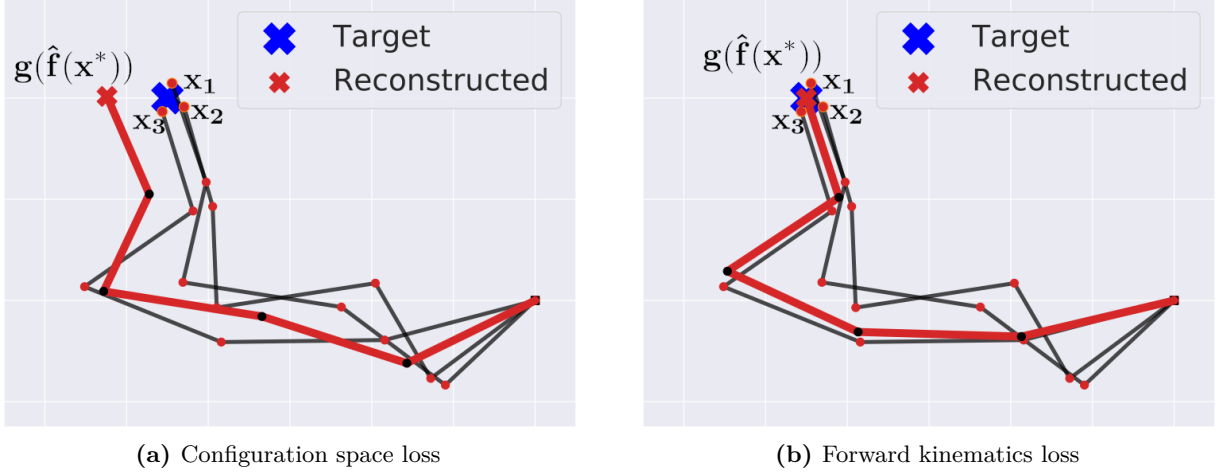 Target
Reconstructed
g(f̂(x*))
x₁
x₂
x₃
(a) Configuration space loss
Target
Reconstructed
g(f̂(x*))
x₁
x₂
x₃
(b) Forward kinematics loss